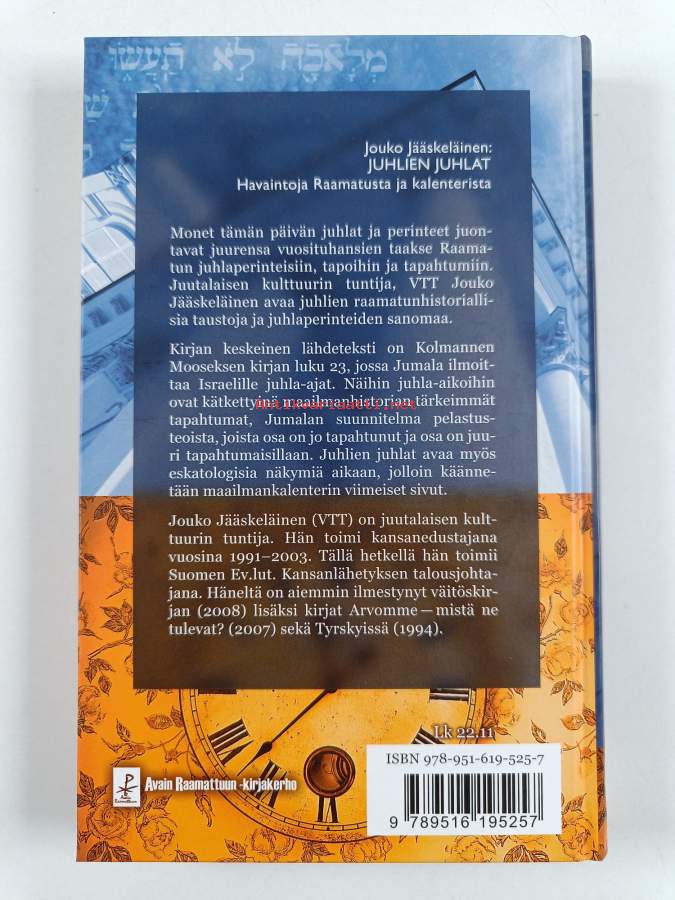 מְלָאכָה לֹא תַעֲשׂוּ
Jouko Jääskeläinen:
JUHLIEN JUHLAT
Havaintoja Raamatusta ja kalenterista
Monet tämän päivän juhlat ja perinteet juon-
tavat juurensa vuosituhansien taakse Raama-
tun juhlaperinteisiin, tapoihin ja tapahtumiin.
Juutalaisen kulttuurin tuntija, VTT Jouko
Jääskeläinen avaa juhlien raamatunhistorialli-
sia taustoja ja juhlaperinteiden sanomaa.
Kirjan keskeinen lähdeteksti on Kolmannen
Mooseksen kirjan luku 23, jossa Jumala ilmoit-
taa Israelille juhla-ajat. Näihin juhla-aikoihin
ovat kätkettyinä maailmanhistorian tärkeimmät
Antikvariaatti.net
tapahtumat, Jumalan suunnitelma pelastus-
teoista, joista osa on jo tapahtunut ja osa on juu-
ri tapahtumaisillaan. Juhlien juhlat avaa myös
eskatologisia näkymiä aikaan, jolloin käänne-
tään maailmankalenterin viimeiset sivut.
Jouko Jääskeläinen (VTT) on juutalaisen kult-
tuurin tuntija. Hän toimi kansanedustajana
vuosina 1991–2003. Tällä hetkellä hän toimii
Suomen Ev.lut. Kansanlähetyksen talousjohta-
jana. Häneltä on aiemmin ilmestynyt väitöskir-
jan (2008) lisäksi kirjat Arvomme — mistä ne
tulevat? (2007) sekä Tyrskyissä (1994).
Lk 22,11
ISBN 978-951-619-525-7
Avain Raamattuun -kirjakerho
9 789516 195257